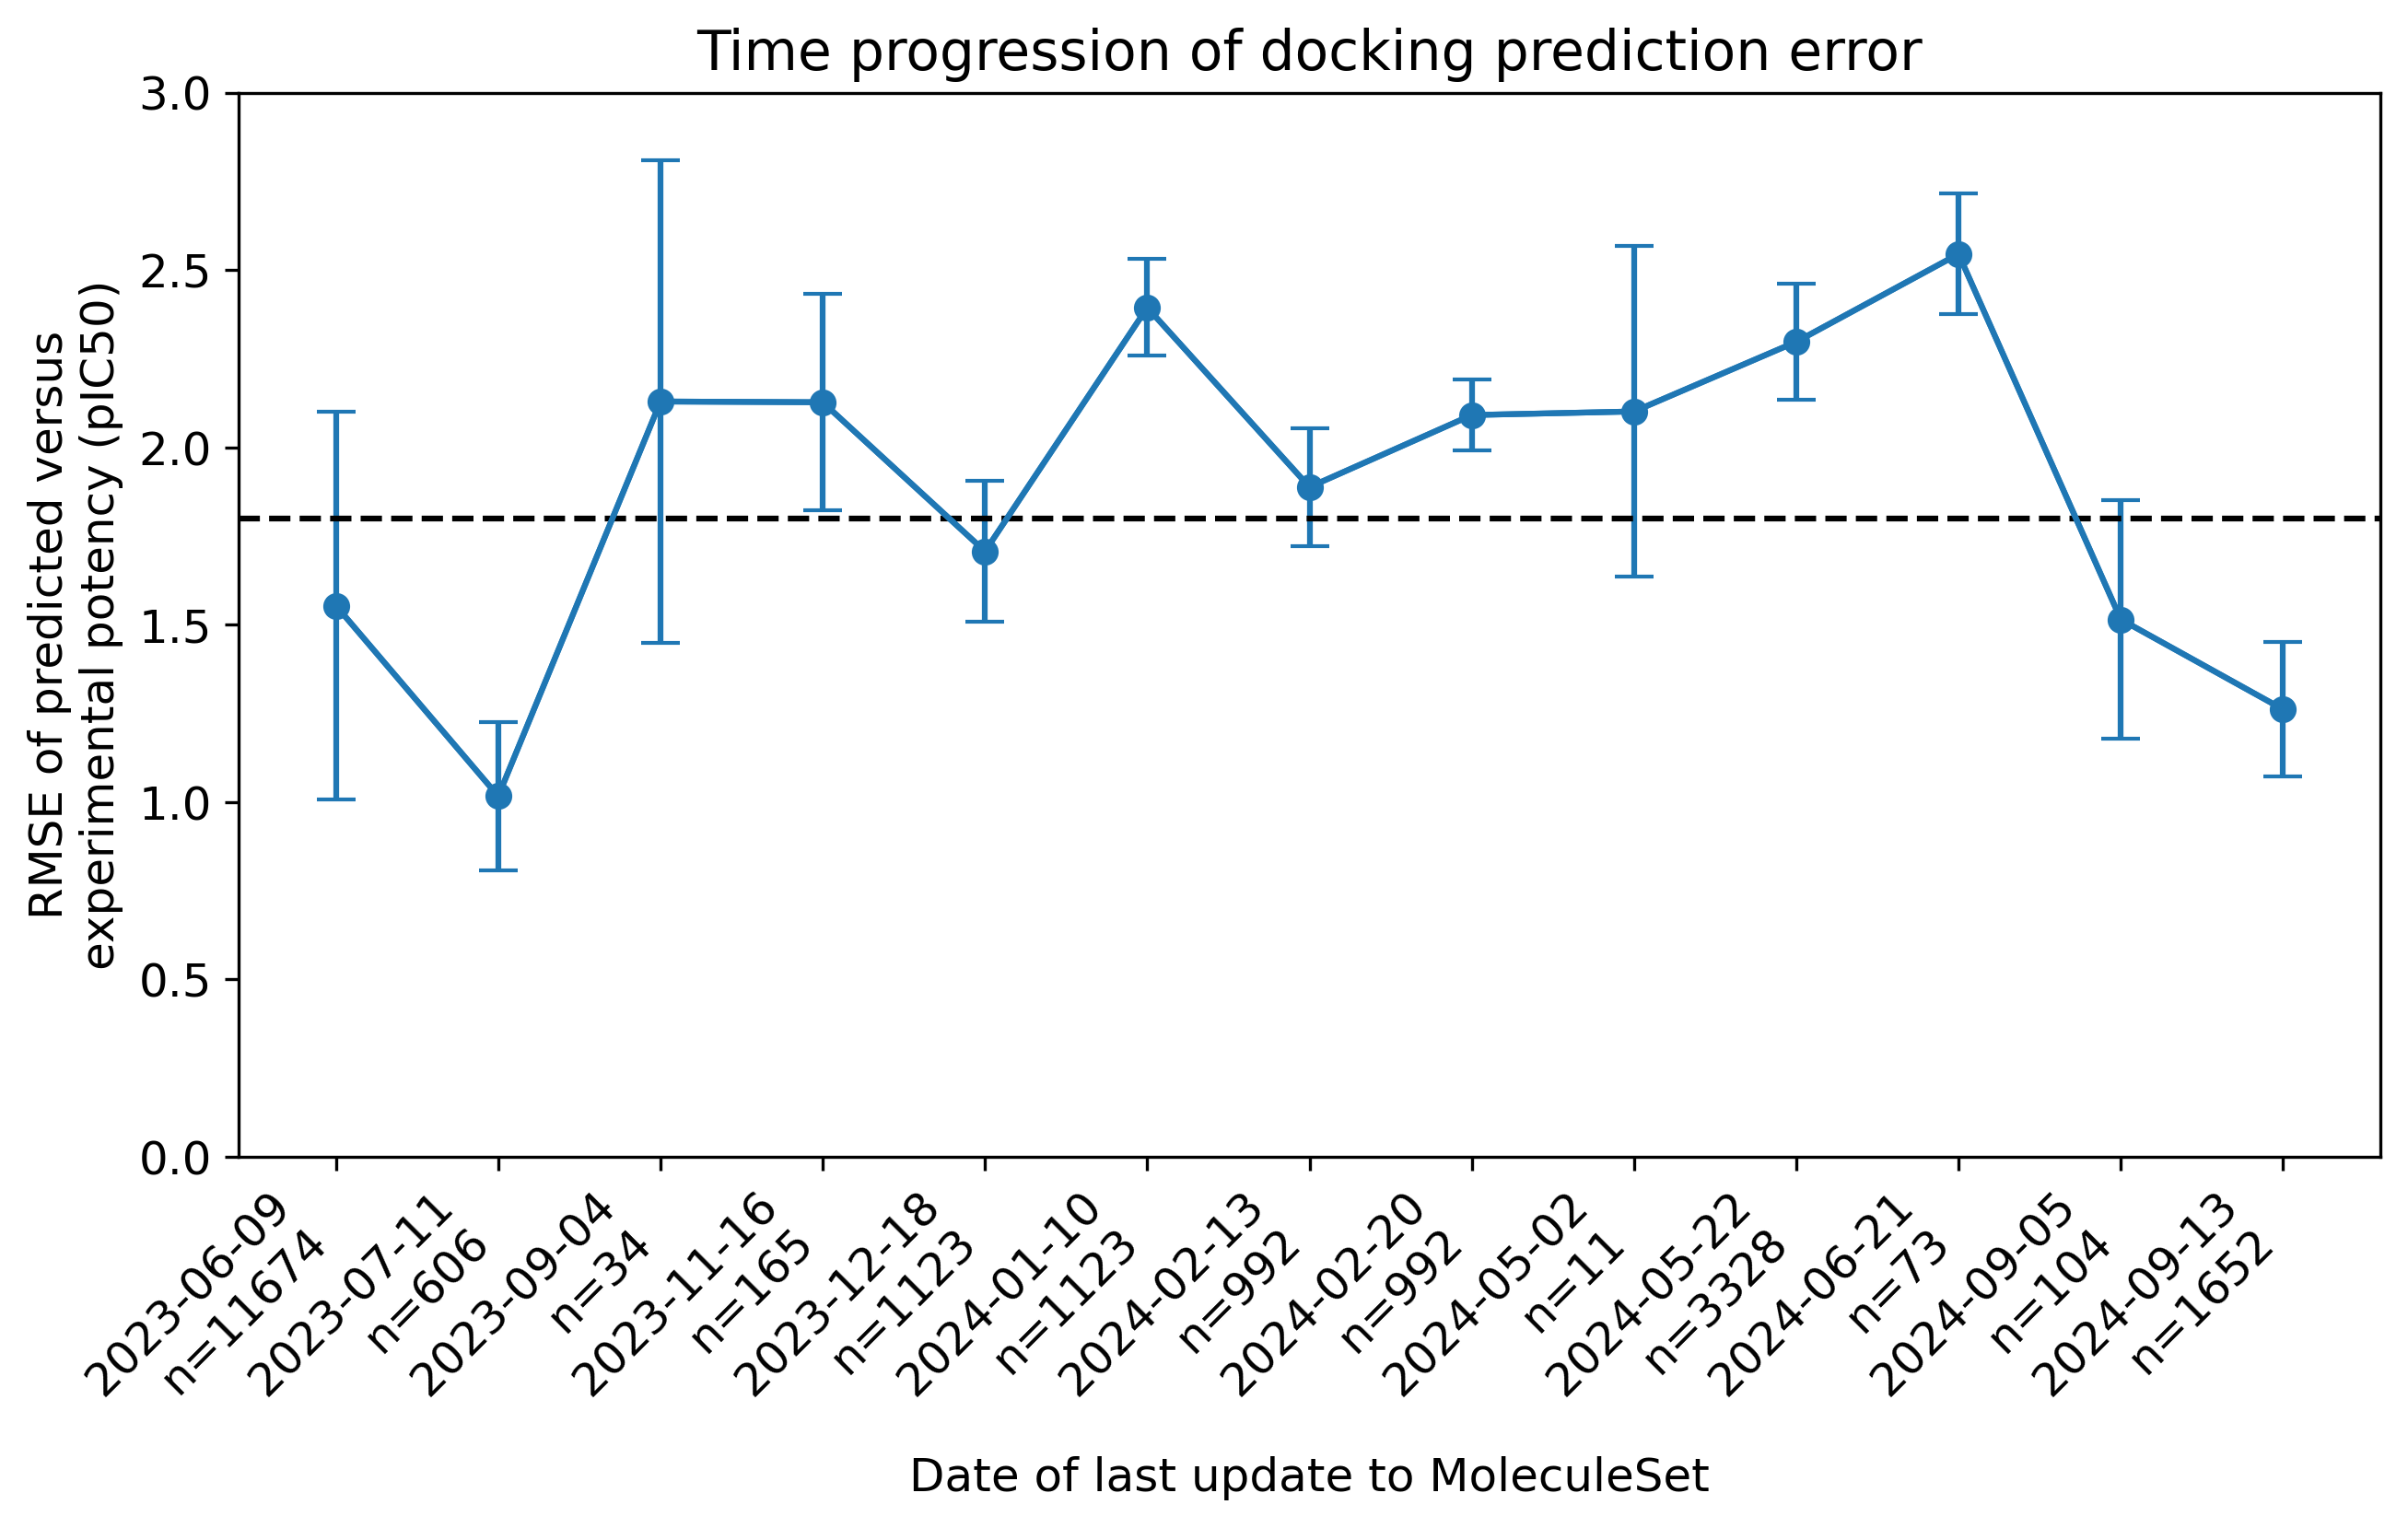 Time progression of docking prediction error
RMSE of predicted versus
experimental potency (pIC50)
3.0
2.5
2.0
1.5
1.0
0.5
0.0
2023-06-09
n=11674
2023-07-11
n=606
2023-09-04
n=34
2023-11-16
n=165
2023-12-18
n=1123
2024-01-10
n=1123
2024-02-13
n=992
2024-02-20
n=992
2024-05-02
n=11
2024-05-22
n=3328
2024-06-21
n=73
2024-09-05
n=104
2024-09-13
n=1652
Date of last update to MoleculeSet